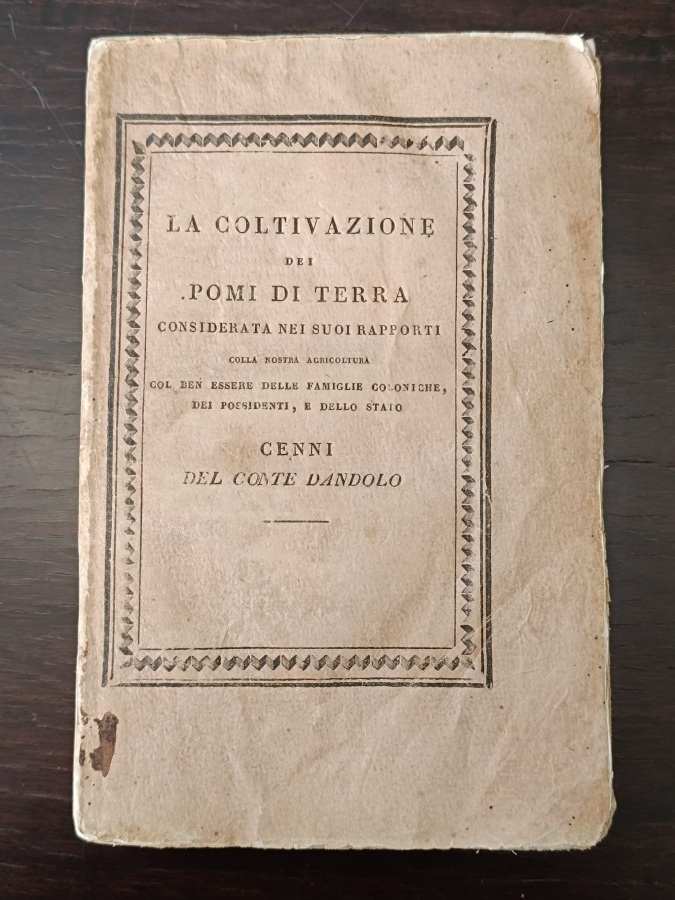 LA COLTIVAZIONE
DEI
POMI DI TERRA
CONSIDERATA NEI SUOI RAPPORTI
COLLA NOSTRA AGRICOLTURA
COL BEN ESSERE DELLE FAMIGLIE COLONICHE,
DEI POSSIDENTI, E DELLO STATO
CENNI
DEL CONTE DANDOLO